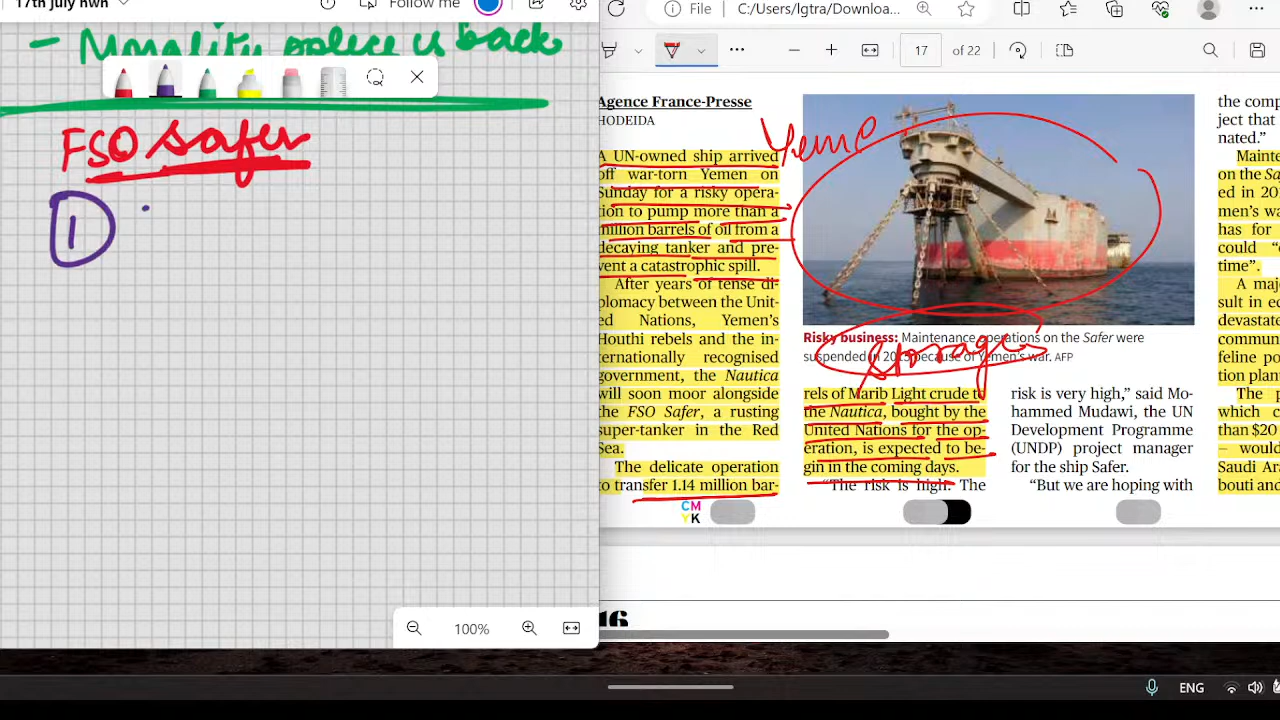 17th july nwh
Follow me
- Morality police is back
FSO Safer
1
100%
File
C:/Users/lgtra/Downloa...
17
of 22
Agence France-Presse
HODEIDA
A UN-owned ship arrived
off war-torn Yemen on
Sunday for a risky opera-
tion to pump more than a
million barrels of oil from a
decaying tanker and pre-
vent a catastrophic spill.
After years of tense di-
plomacy between the Unit-
ed Nations, Yemen's
Houthi rebels and the in-
ternationally recognised
government, the Nautica
will soon moor alongside
the FSO Safer, a rusting
super-tanker in the Red
Sea.
The delicate operation
to transfer 1.14 million bar-
CM
YK
Risky business: Maintenance operations on the Safer were
suspended in 2015 because of Yemen's war. AFP
Storage
rels of Marib Light crude to
the Nautica, bought by the
United Nations for the op-
eration, is expected to be-
gin in the coming days.
"The risk is high. The
risk is very high," said Mo-
hammed Mudawi, the UN
Development Programme
(UNDP) project manager
for the ship Safer.
"But we are hoping with
the comp
ject that
nated."
Mainte
on the Sa
ed in 20
men's wa
has for
could "
time".
A majo
sult in ec
devastate
commun
feline po
tion plan
The p
which c
than $20
– would
Saudi Ar
bouti and
16
ENG